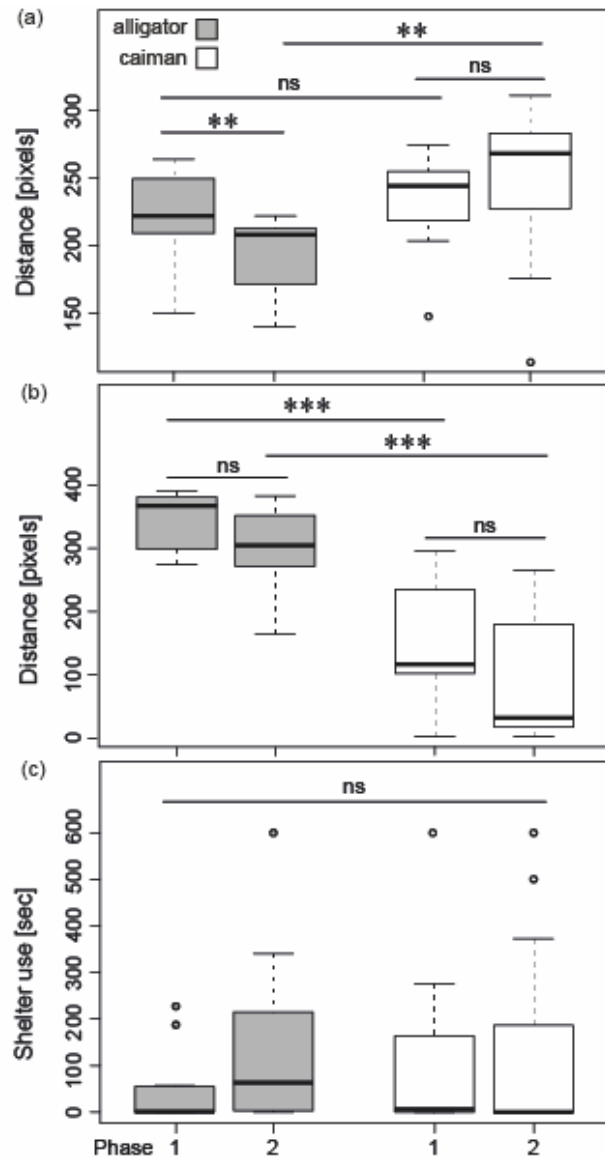 (a)
alligator
caiman
**
ns
ns
**
Distance [pixels]
300
250
200
150
(b)
***
***
ns
ns
Distance [pixels]
400
300
200
100
0
(c)
ns
Shelter use [sec]
600
500
400
300
200
100
0
Phase 1 2 1 2